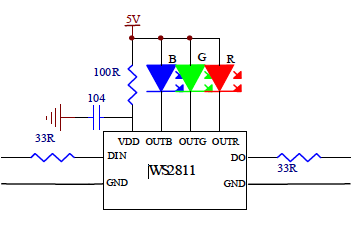 5V
B
G
R
100R
104
33R
VDD OUTB OUTG OUTR
DIN
DO
WS2811
33R
GND
GND